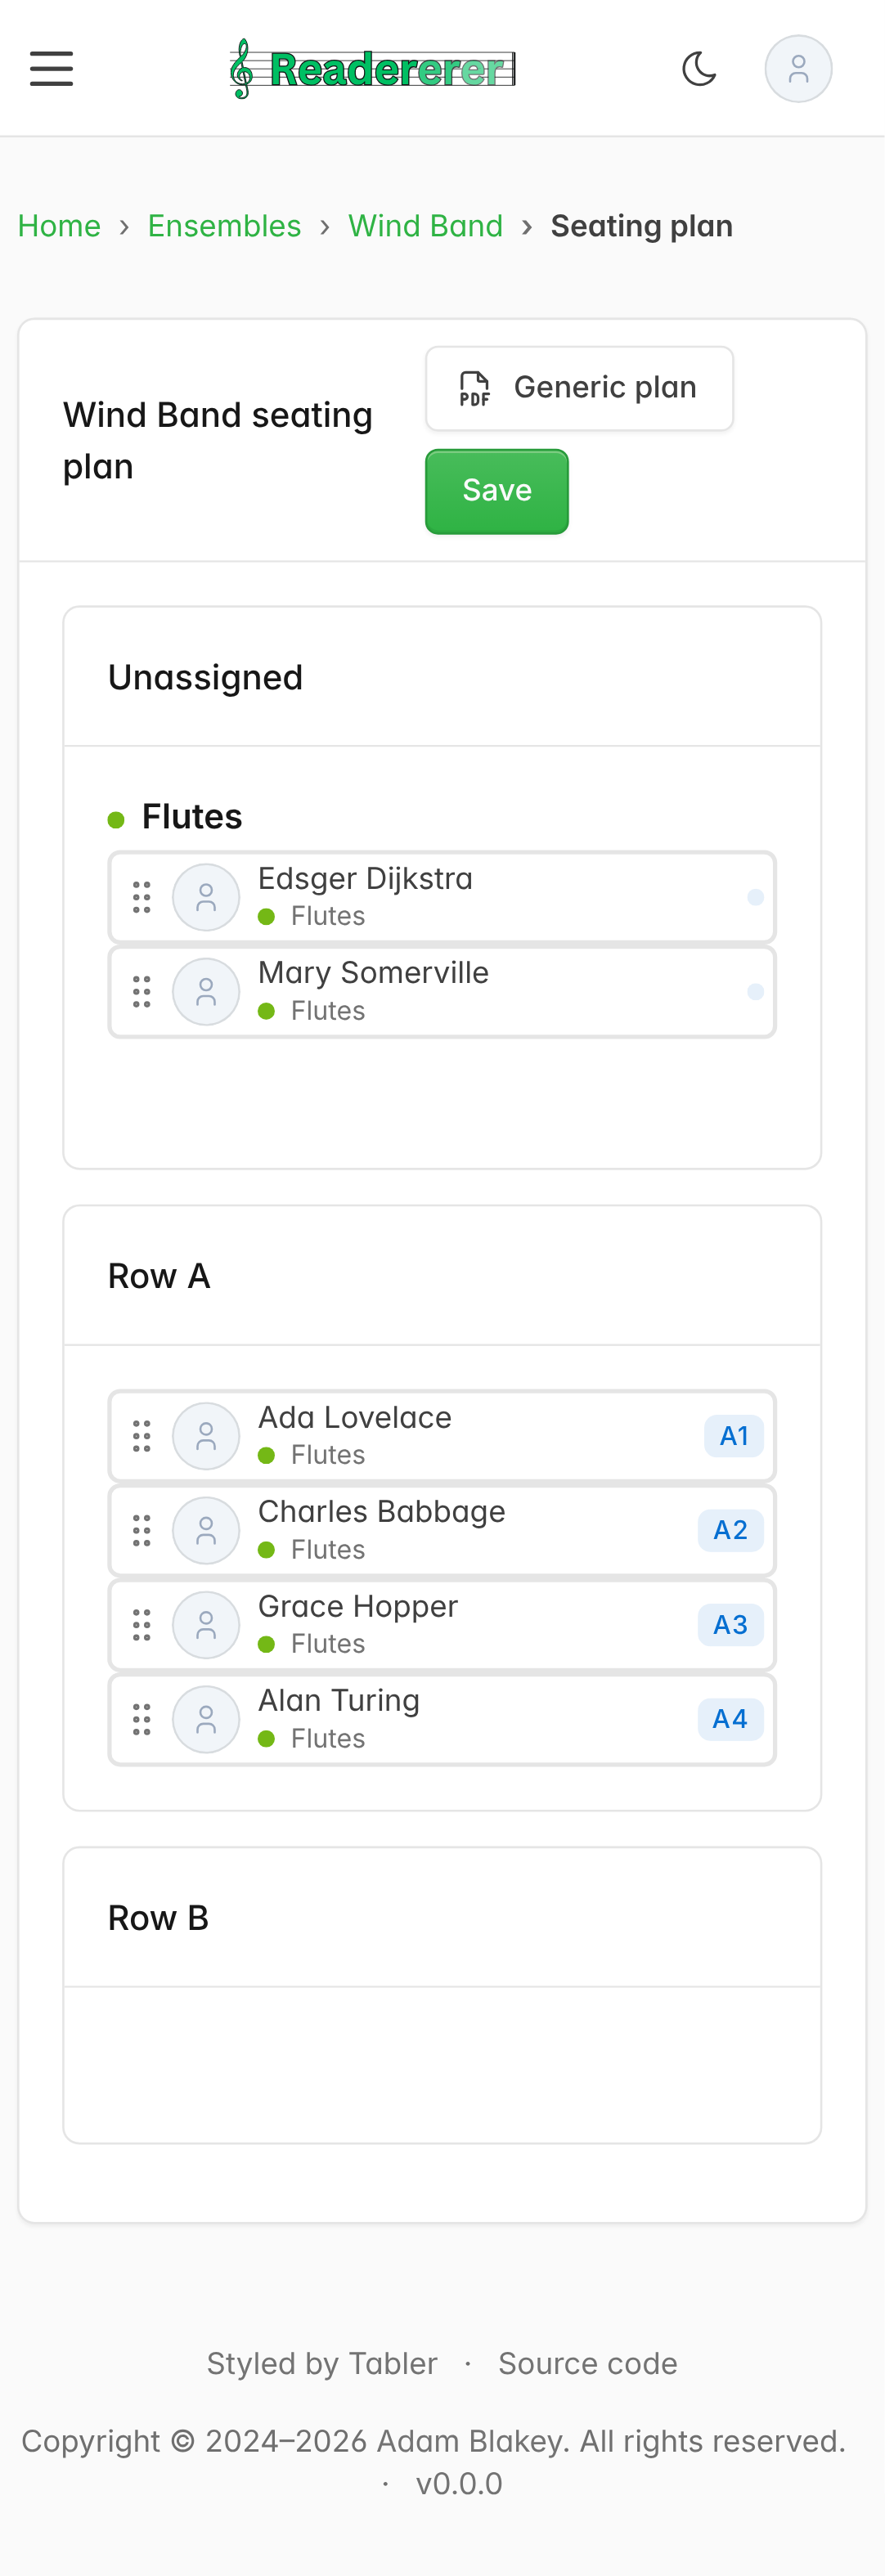 Readererer
Home › Ensembles › Wind Band › Seating plan
Wind Band seating
plan
PDF Generic plan
Save
Unassigned
Flutes
Edsger Dijkstra
Flutes
Mary Somerville
Flutes
Row A
Ada Lovelace
Flutes
A1
Charles Babbage
Flutes
A2
Grace Hopper
Flutes
A3
Alan Turing
Flutes
A4
Row B
Styled by Tabler · Source code
Copyright © 2024–2026 Adam Blakey. All rights reserved.
· v0.0.0